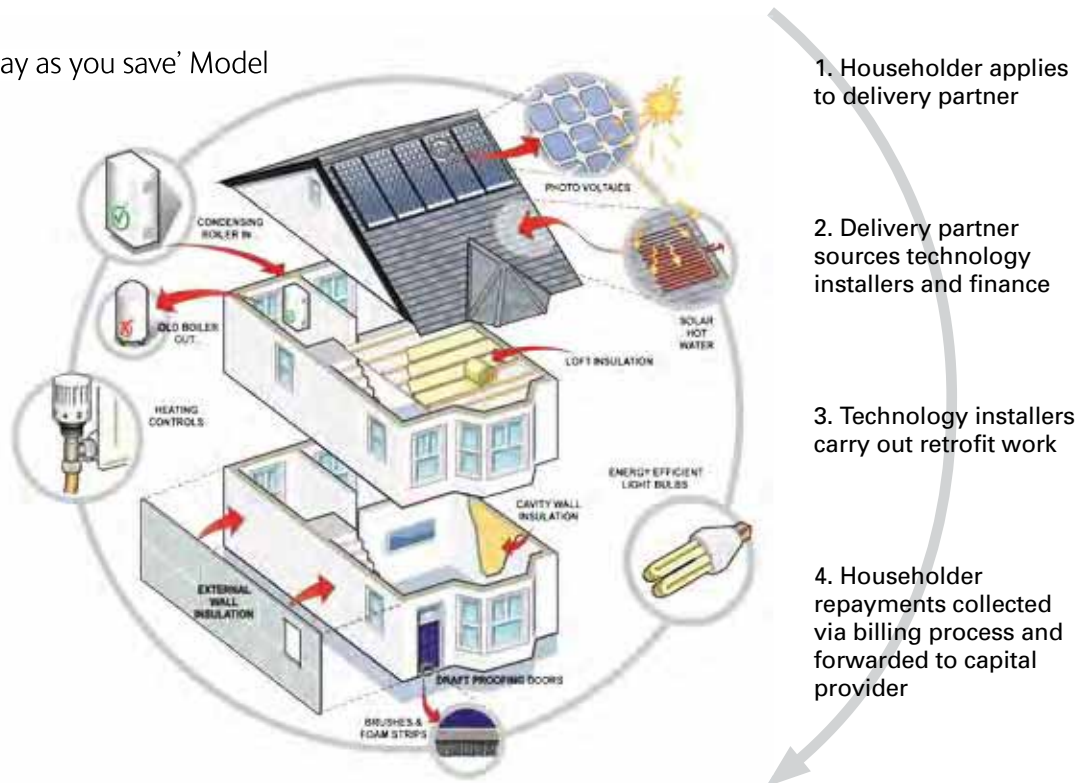 ay as you save’ Model
PHOTO VOLTAICS
CONDENSING
BOILER IN
OLD BOILER
OUT
SOLAR
HOT
WATER
LOFT INSULATION
HEATING
CONTROLS
ENERGY EFFICIENT
LIGHT BULBS
CAVITY WALL
INSULATION
EXTERNAL
WALL
INSULATION
DRAFT PROOFING DOORS
BRUSHES &
FOAM STRIPS
1. Householder applies
to delivery partner
2. Delivery partner
sources technology
installers and finance
3. Technology installers
carry out retrofit work
4. Householder
repayments collected
via billing process and
forwarded to capital
provider